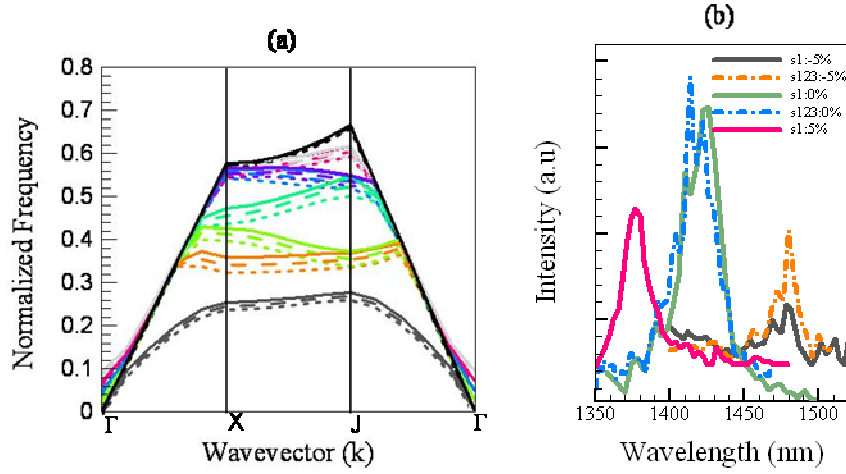 (a)
0.8
0.7
0.6
0.5
0.4
0.3
0.2
0.1
0
Γ
X
J
Γ
Normalized Frequency
Wavevector (k)
(b)
s1:-5%
s123:-5%
s1:0%
s123:0%
s1:5%
Intensity (a.u)
1350
1400
1450
1500
Wavelength (nm)